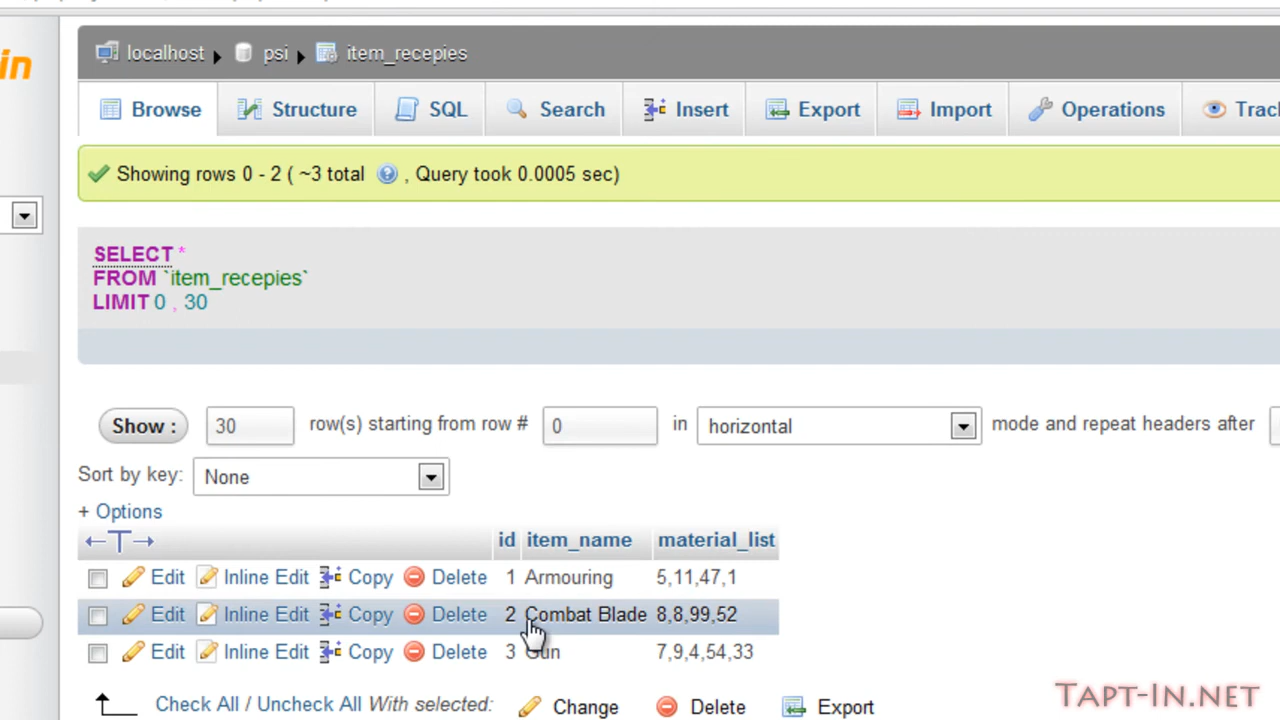 in
localhost psi item_recepies
Browse Structure SQL Search Insert Export Import Operations Trac
Showing rows 0 - 2 ( ~3 total , Query took 0.0005 sec)
SELECT *
FROM `item_recepies`
LIMIT 0 , 30
Show : 30 row(s) starting from row # 0 in horizontal mode and repeat headers after
Sort by key: None
+ Options
←T→ id item_name material_list
Edit Inline Edit Copy Delete 1 Armouring 5,11,47,1
Edit Inline Edit Copy Delete 2 Combat Blade 8,8,99,52
Edit Inline Edit Copy Delete 3 Gun 7,9,4,54,33
Check All / Uncheck All With selected: Change Delete Export
Tapt-In.net